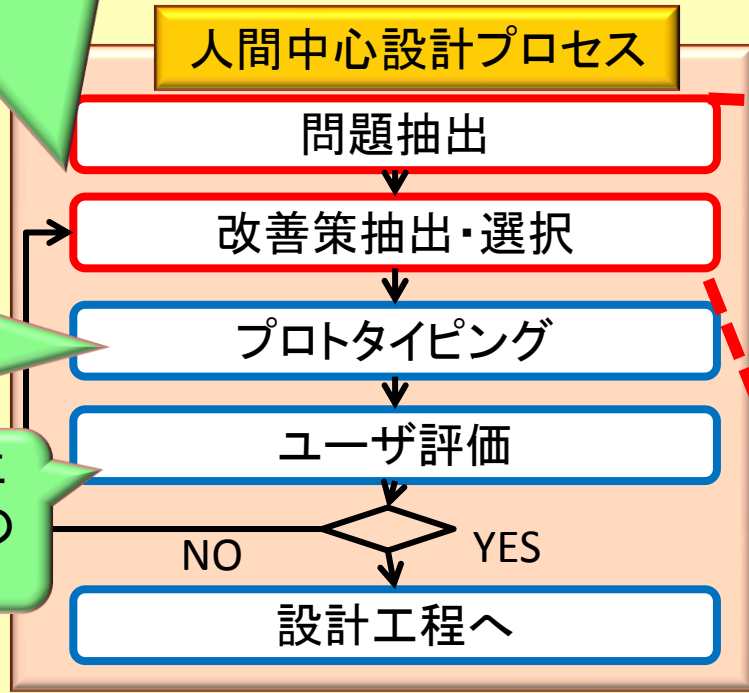 人間中心設計プロセス
問題抽出
改善策抽出・選択
プロトタイピング
ユーザ評価
の
NO
YES
設計工程へ